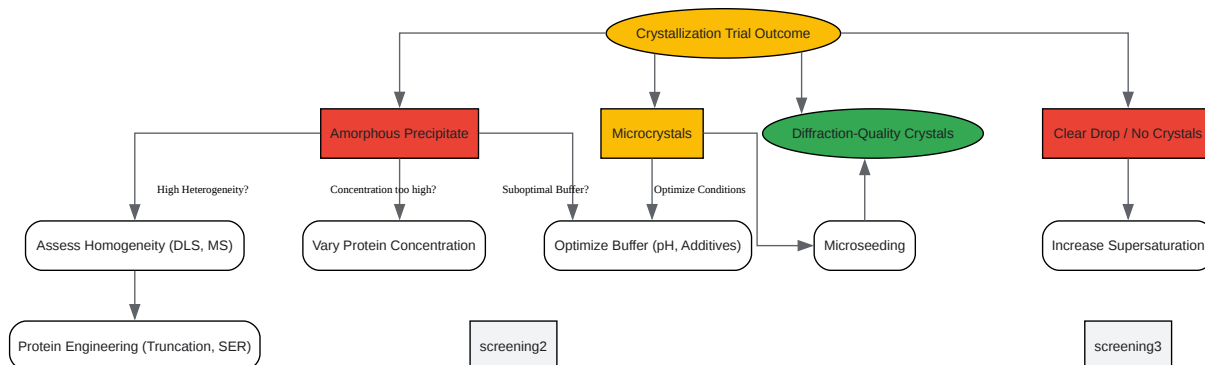 Crystallization Trial Outcome
Amorphous Precipitate
Microcrystals
Diffraction-Quality Crystals
Clear Drop / No Crystals
High Heterogeneity?
Concentration too high?
Suboptimal Buffer?
Optimize Conditions
Assess Homogeneity (DLS, MS)
Vary Protein Concentration
Optimize Buffer (pH, Additives)
Microseeding
Increase Supersaturation
Protein Engineering (Truncation, SER)
screening2
screening3